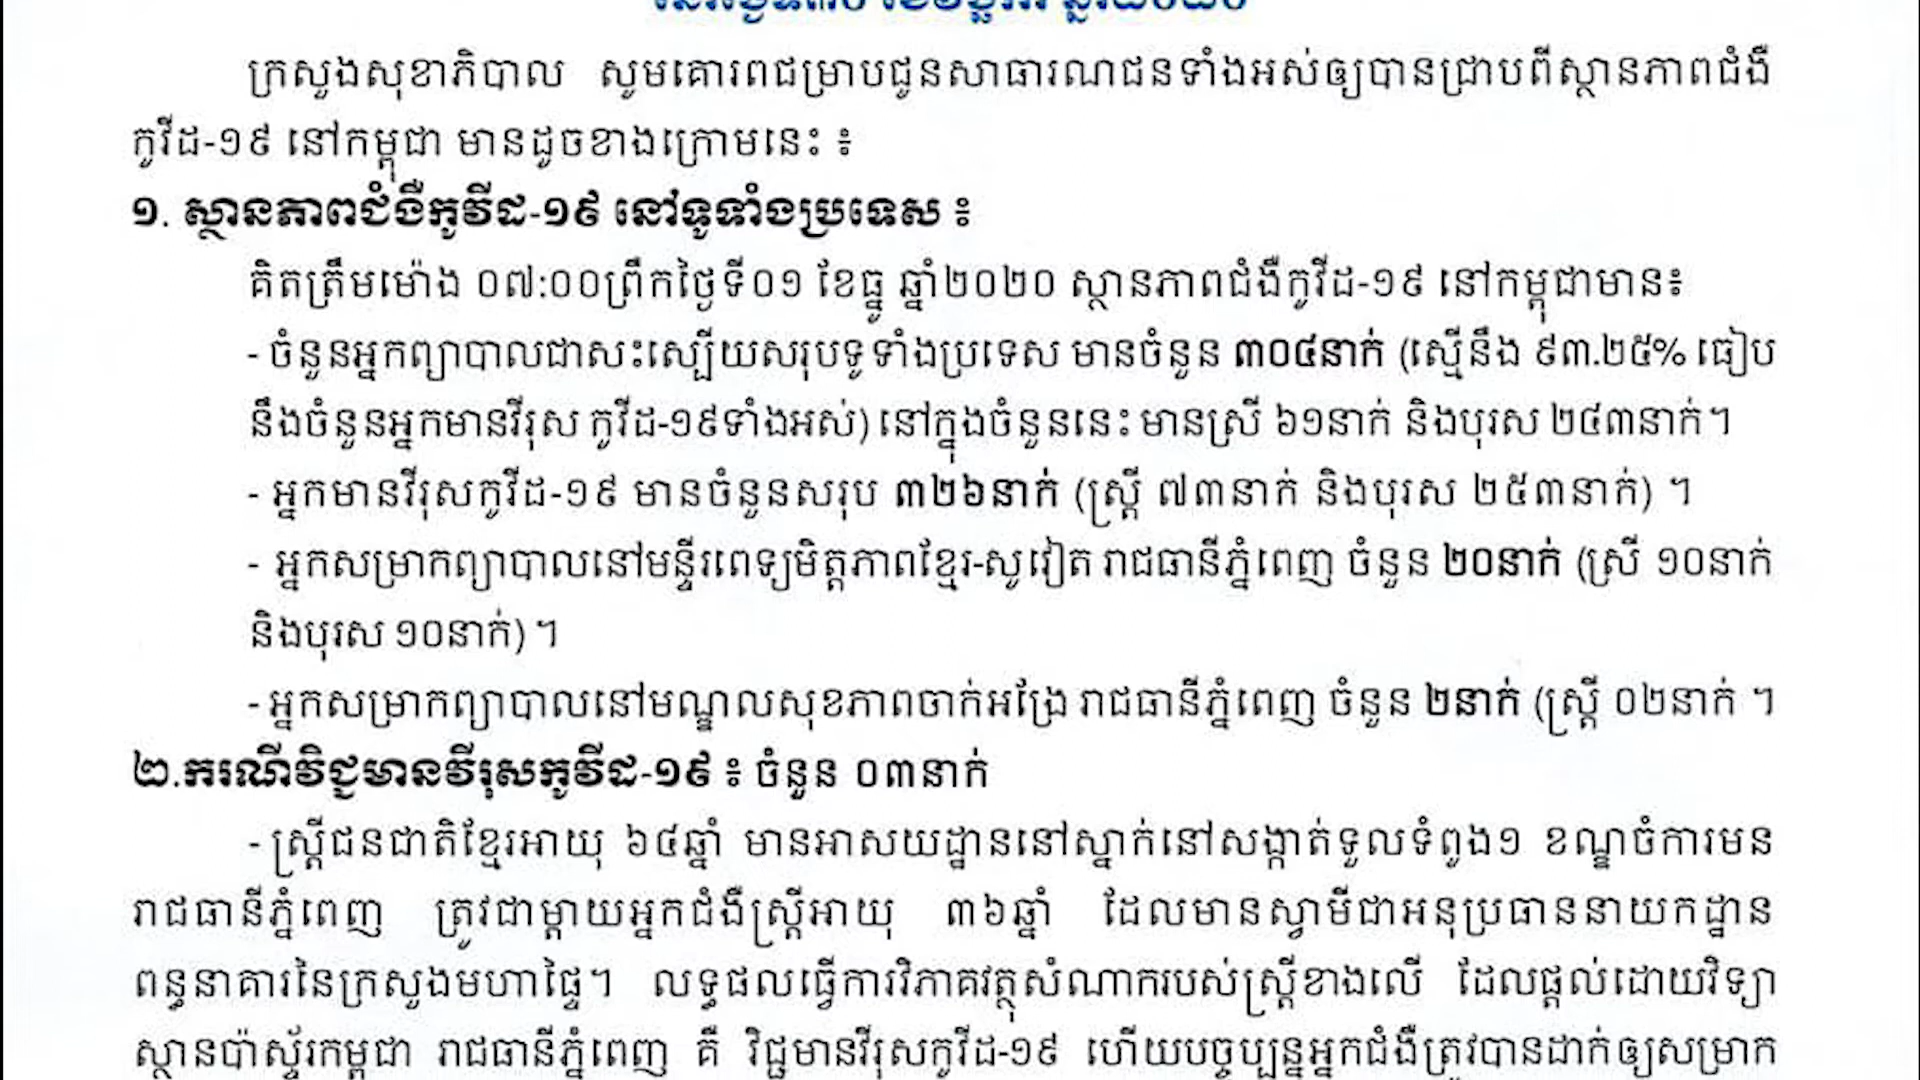 ក្រសួងសុខាភិបាល សូមគោរពជម្រាបជូនសាធារណជនទាំងអស់ឲ្យបានជ្រាបពីស្ថានភាពជំងឺ
កូវីដ-១៩ នៅកម្ពុជា មានដូចខាងក្រោមនេះ ៖
១. ស្ថានភាពជំងឺកូវីដ-១៩ នៅទូទាំងប្រទេស ៖
គិតត្រឹមម៉ោង ០៧:០០ព្រឹកថ្ងៃទី០១ ខែធ្នូ ឆ្នាំ២០២០ ស្ថានភាពជំងឺកូវីដ-១៩ នៅកម្ពុជាមាន៖
- ចំនួនអ្នកព្យាបាលជាសះស្បើយសរុបទូទាំងប្រទេស មានចំនួន ៣០៤នាក់ (ស្មើនឹង ៩៣.២៥% ធៀប
នឹងចំនួនអ្នកមានវីរុស កូវីដ-១៩ទាំងអស់) នៅក្នុងចំនួននេះ មានស្រី ៦១នាក់ និងបុរស ២៤៣នាក់។
- អ្នកមានវីរុសកូវីដ-១៩ មានចំនួនសរុប ៣២៦នាក់ (ស្ត្រី ៧៣នាក់ និងបុរស ២៥៣នាក់) ។
- អ្នកសម្រាកព្យាបាលនៅមន្ទីរពេទ្យមិត្តភាពខ្មែរ-សូវៀត រាជធានីភ្នំពេញ ចំនួន ២០នាក់ (ស្រី ១០នាក់
និងបុរស ១០នាក់) ។
- អ្នកសម្រាកព្យាបាលនៅមណ្ឌលសុខភាពចាក់អង្រែ រាជធានីភ្នំពេញ ចំនួន ២នាក់ (ស្ត្រី ០២នាក់ ។
២.ករណីវិជ្ជមានវីរុសកូវីដ-១៩ ៖ ចំនួន ០៣នាក់
- ស្ត្រីជនជាតិខ្មែរអាយុ ៦៤ឆ្នាំ មានអាសយដ្ឋាននៅស្នាក់នៅសង្កាត់ទួលទំពូង១ ខណ្ឌចំការមន
រាជធានីភ្នំពេញ ត្រូវជាម្តាយអ្នកជំងឺស្ត្រីអាយុ ៣៦ឆ្នាំ ដែលមានស្វាមីជាអនុប្រធាននាយកដ្ឋាន
ពន្ធនាគារនៃក្រសួងមហាផ្ទៃ។ លទ្ធផលធ្វើការវិភាគវត្ថុសំណាករបស់ស្ត្រីខាងលើ ដែលផ្តល់ដោយវិទ្យា
ស្ថានប៉ាស្ទ័រកម្ពុជា រាជធានីភ្នំពេញ គឺ វិជ្ជមានវីរុសកូវីដ-១៩ ហើយបច្ចុប្បន្នអ្នកជំងឺត្រូវបានដាក់ឲ្យសម្រាក